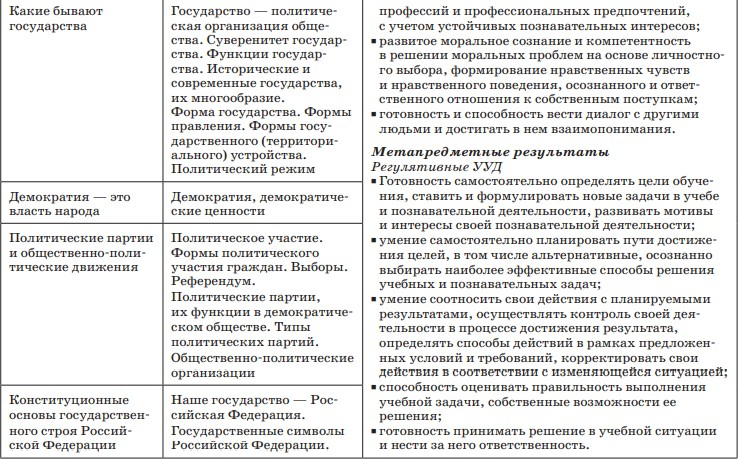 Какие бывают
государства
Государство — политиче-
ская организация обще-
ства. Суверенитет государ-
ства. Функции государ-
ства. Исторические и
современные государства,
их многообразие.
Форма государства. Формы
правления. Формы госу-
дарственного (территори-
ального) устройства.
Политический режим
Демократия — это
власть народа
Демократия, демократиче-
ские ценности
Политические партии
и общественно-поли-
тические движения
Политическое участие.
Формы политического
участия граждан. Выборы.
Референдум.
Политические партии,
их функции в демократиче-
ском обществе. Типы
политических партий.
Общественно-политические
организации
Конституционные
основы государствен-
ного строя Россий-
ской Федерации
Наше государство — Рос-
сийская Федерация.
Государственные символы
Российской Федерации.
профессий и профессиональных предпочтений,
с учетом устойчивых познавательных интересов;
▪ развитое моральное сознание и компетентность
в решении моральных проблем на основе личностно-
го выбора, формирование нравственных чувств
и нравственного поведения, осознанного и ответ-
ственного отношения к собственным поступкам;
▪ готовность и способность вести диалог с другими
людьми и достигать в нем взаимопонимания.
Метапредметные результаты
Регулятивные УУД
▪ Готовность самостоятельно определять цели обуче-
ния, ставить и формулировать новые задачи в учебе
и познавательной деятельности, развивать мотивы
и интересы своей познавательной деятельности;
▪ умение самостоятельно планировать пути достиже-
ния целей, в том числе альтернативные, осознанно
выбирать наиболее эффективные способы решения
учебных и познавательных задач;
▪ умение соотносить свои действия с планируемыми
результатами, осуществлять контроль своей дея-
тельности в процессе достижения результата,
определять способы действий в рамках предложен-
ных условий и требований, корректировать свои
действия в соответствии с изменяющейся ситуацией;
▪ способность оценивать правильность выполнения
учебной задачи, собственные возможности ее
решения;
▪ готовность принимать решение в учебной ситуации
и нести за него ответственность.